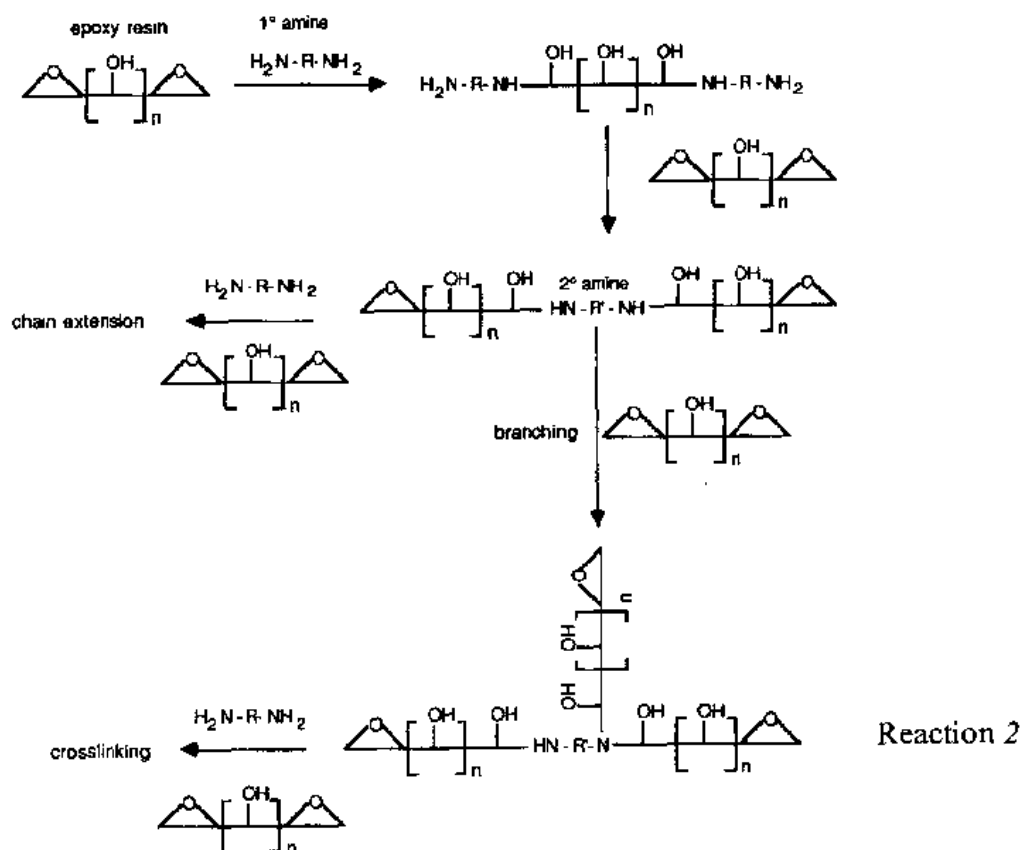 epoxy resin
1° amine
H₂N-R-NH₂
O [ OH ] n O
H₂N-R-NH OH [ OH ] n OH NH-R-NH₂
O [ OH ] n O
H₂N-R-NH₂
chain extension
O [ OH ] n O
2° amine
O [ OH ] n OH HN-R'-NH OH [ OH ] n O
branching
O [ OH ] n O
O
n
OH
OH
H₂N-R-NH₂
crosslinking
O [ OH ] n OH HN-R'-N OH [ OH ] n O
Reaction 2
O [ OH ] n O